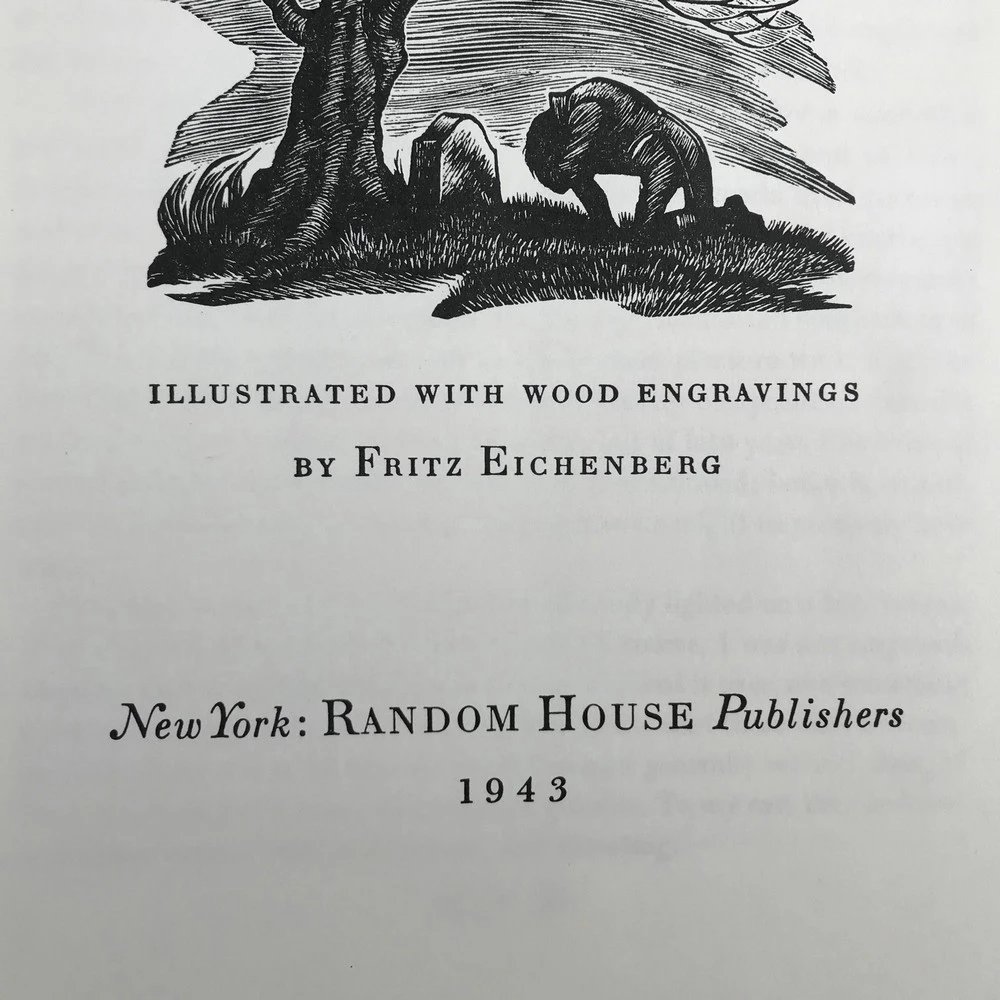 ILLUSTRATED WITH WOOD ENGRAVINGS
BY FRITZ EICHENBERG
New York: RANDOM HOUSE Publishers
1943